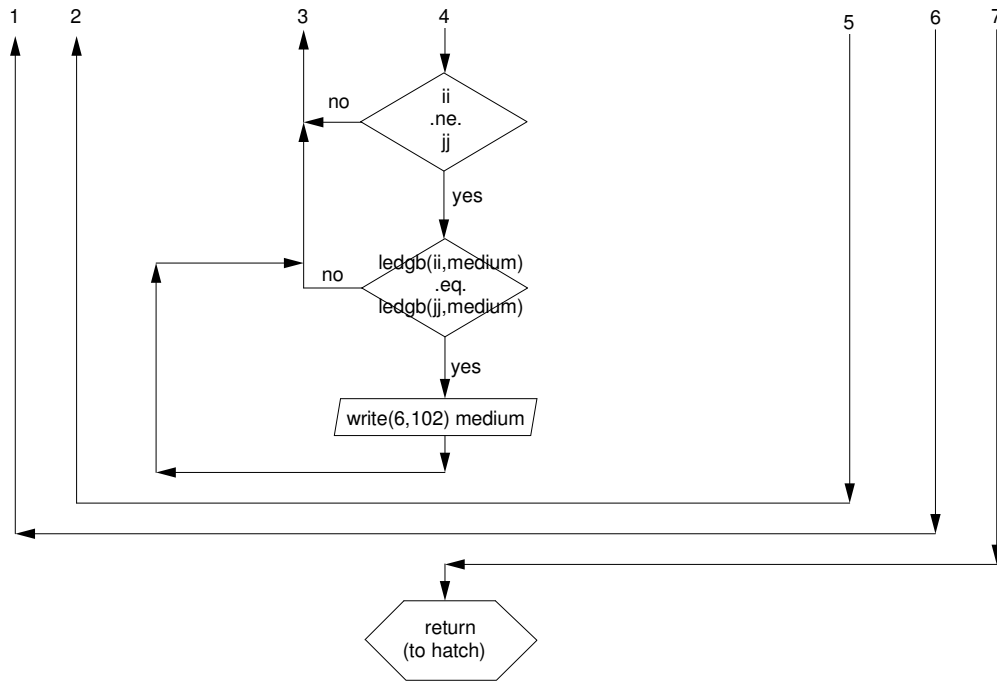 1 2 3 4 5 6 7
ii
no
.ne.
jj
yes
ledgb(ii,medium)
no
.eq.
ledgb(jj,medium)
yes
write(6,102) medium
return
(to hatch)